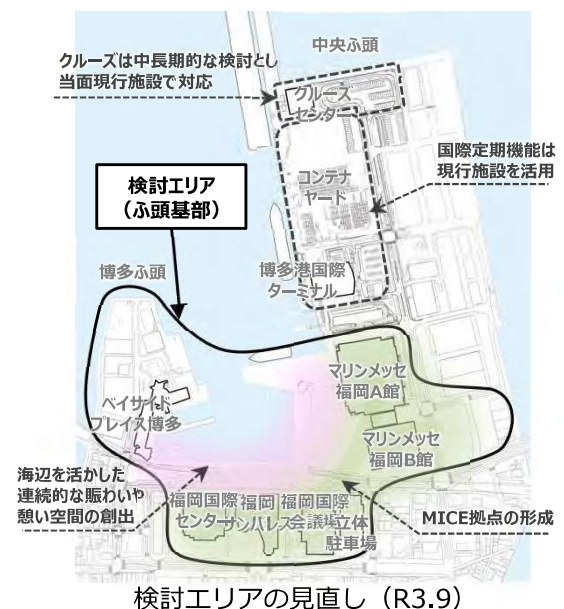 中央ふ頭
クルーズは中長期的な検討とし
当面現行施設で対応
クルーズ
センター
国際定期機能は
現行施設を活用
コンテナ
ヤード
検討エリア
（ふ頭基部）
博多ふ頭
博多港国際
ターミナル
マリンメッセ
福岡A館
ベイサイド
プレイス博多
マリンメッセ
福岡B館
海辺を活かした
連続的な賑わいや
憩い空間の創出
福岡国際
センター
福岡
サンパレス
福岡国際
会議場
立体
駐車場
MICE拠点の形成
検討エリアの見直し（R3.9）